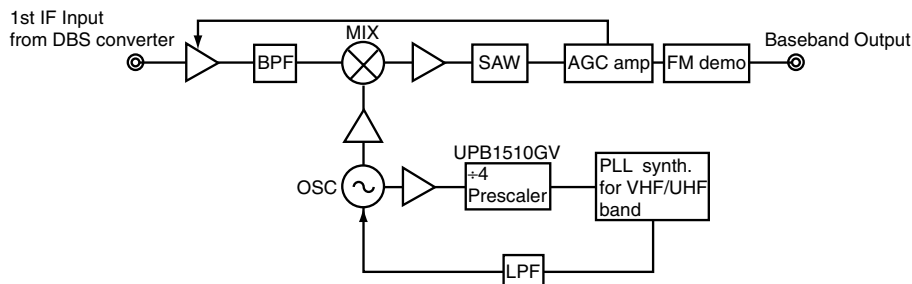 1st IF Input
from DBS converter
MIX
Baseband Output
BPF
SAW
AGC amp
FM demo
OSC
UPB1510GV
÷4
Prescaler
PLL synth.
for VHF/UHF
band
LPF